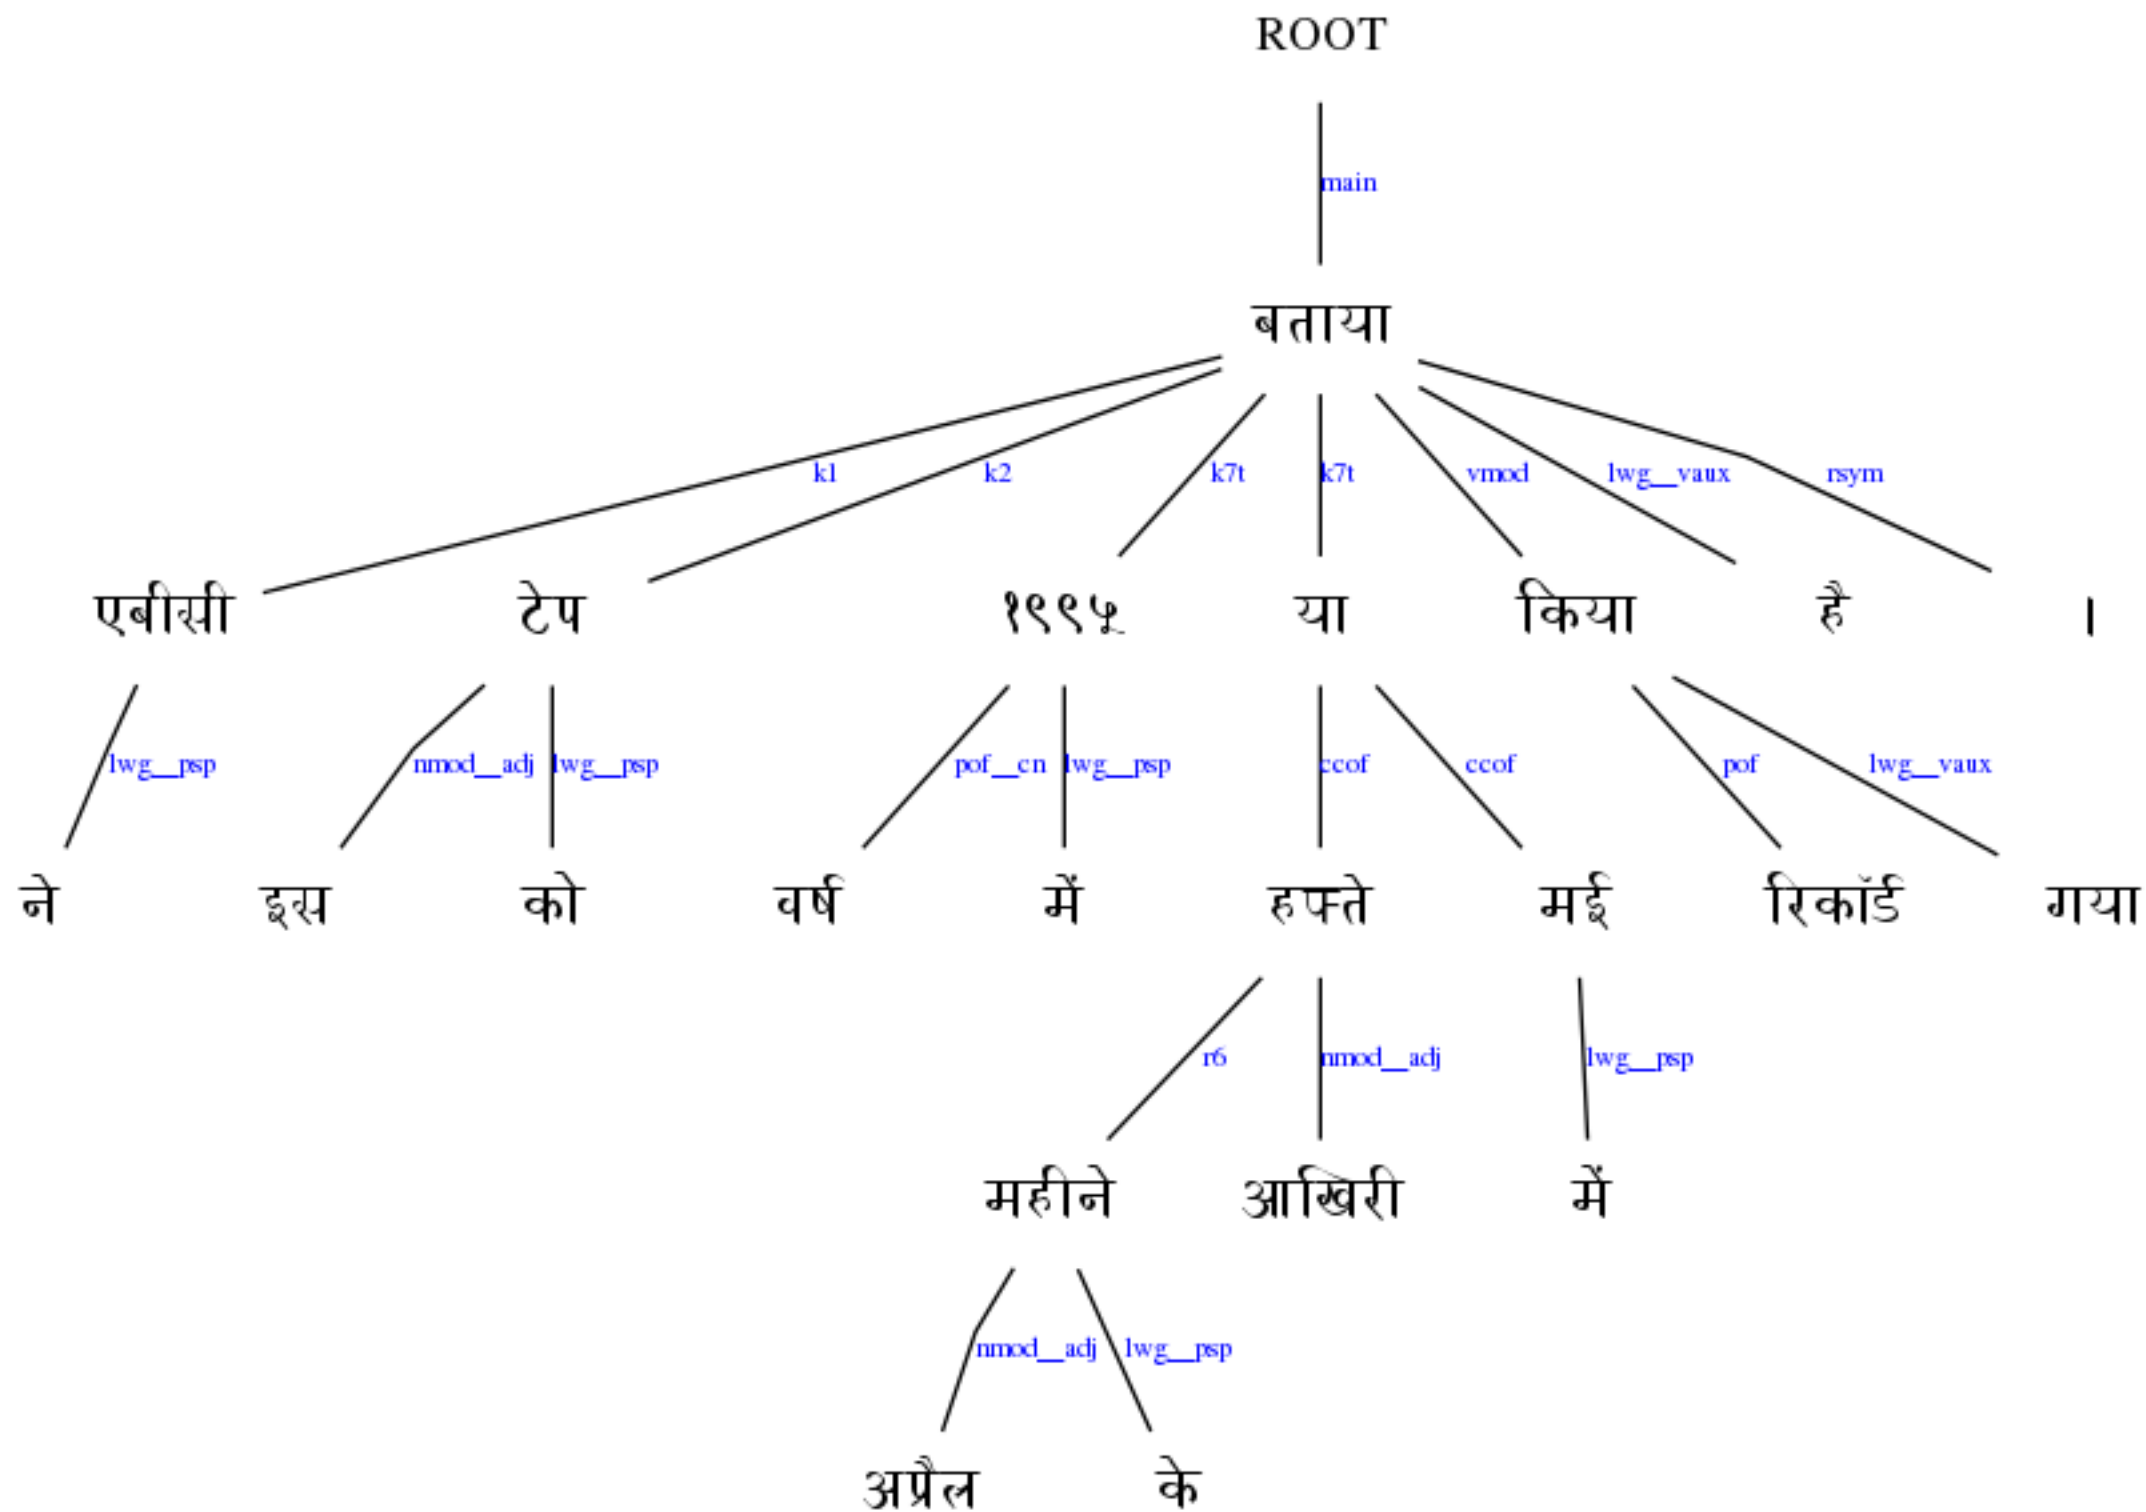 ROOT
main
बताया
k1 k2 k7t k7t vmod lwg__vaux rsym
एबीसी टेप १९९५ या किया है ।
lwg__psp nmod__adj lwg__psp pof__cn lwg__psp ccof ccof pof lwg__vaux
ने इस को वर्ष में हफ्ते मई रिकॉर्ड गया
r6 nmod__adj lwg__psp
महीने आखिरी में
nmod__adj lwg__psp
अप्रैल के